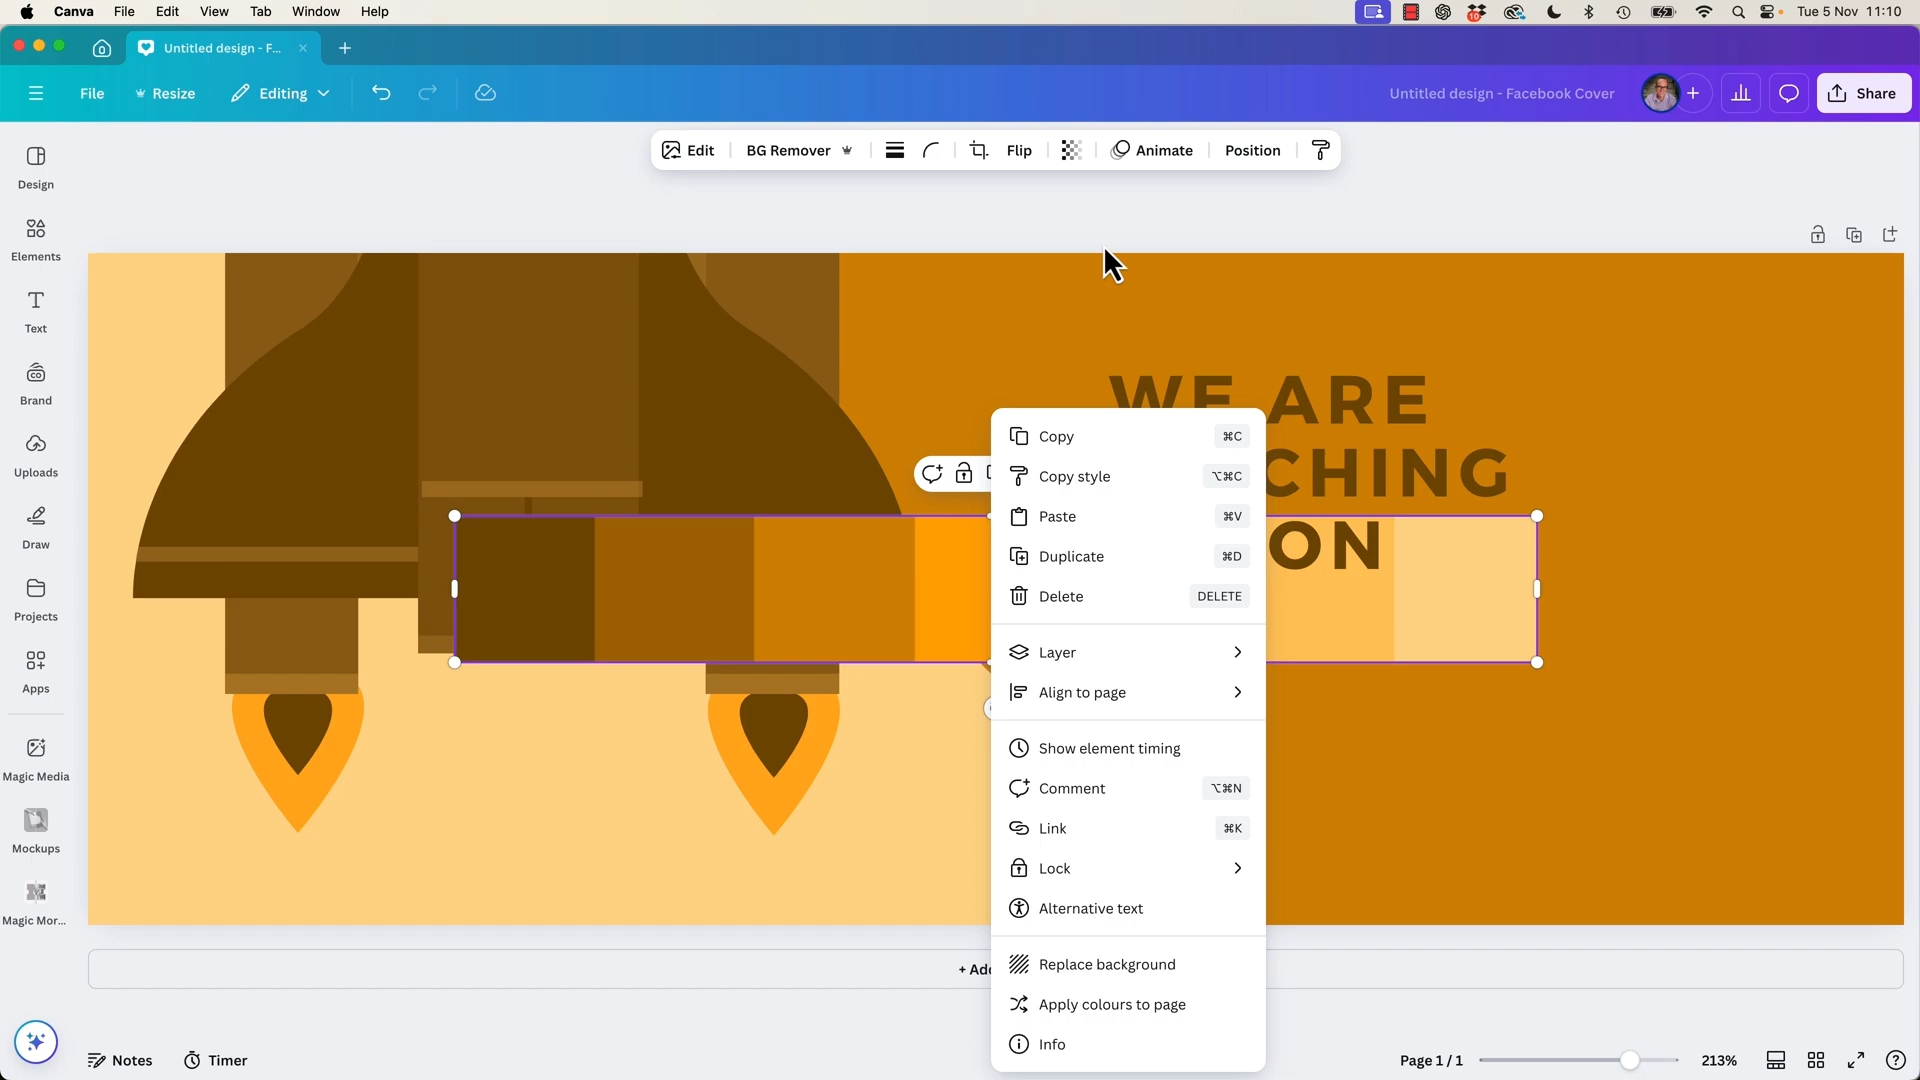 Canva File Edit View Tab Window Help
10
Tue 5 Nov 11:10
Untitled design - F...
File Resize Editing
Untitled design - Facebook Cover
Share
Edit BG Remover Flip Animate Position
Design
Elements
Text
Brand
Uploads
Draw
Projects
Apps
Magic Media
Mockups
Magic Mor...
WE ARE
CHING
ON
Copy ⌘C
Copy style ⌥⌘C
Paste ⌘V
Duplicate ⌘D
Delete DELETE
Layer
Align to page
Show element timing
Comment ⌥⌘N
Link ⌘K
Lock
Alternative text
Replace background
Apply colours to page
Info
+ Add
Notes Timer
Page 1 / 1 213%